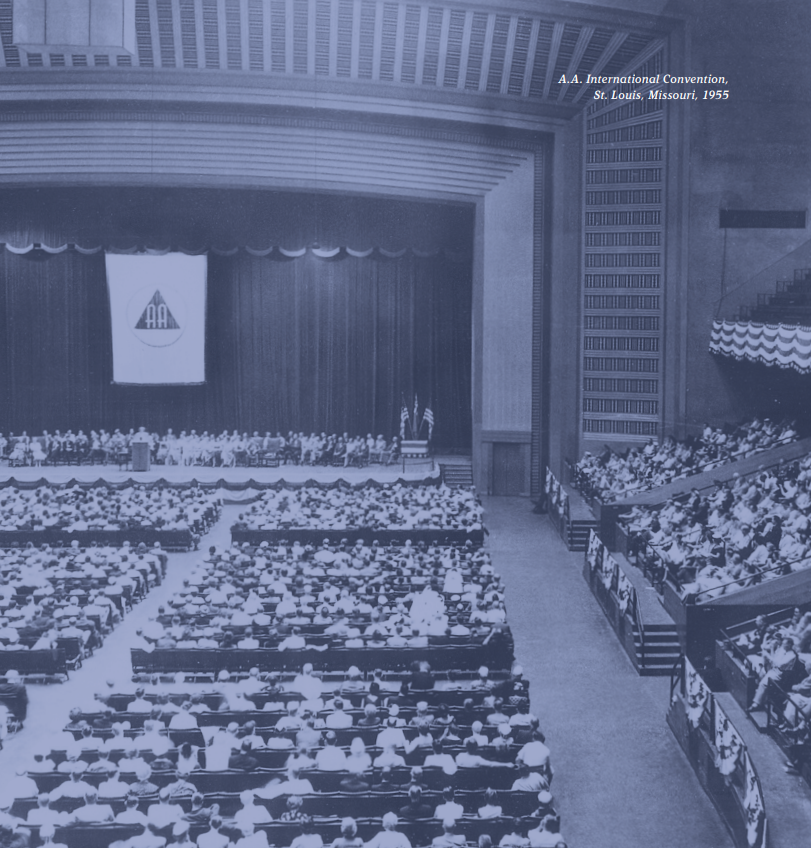 A.A. International Convention,
St. Louis, Missouri, 1955
AA